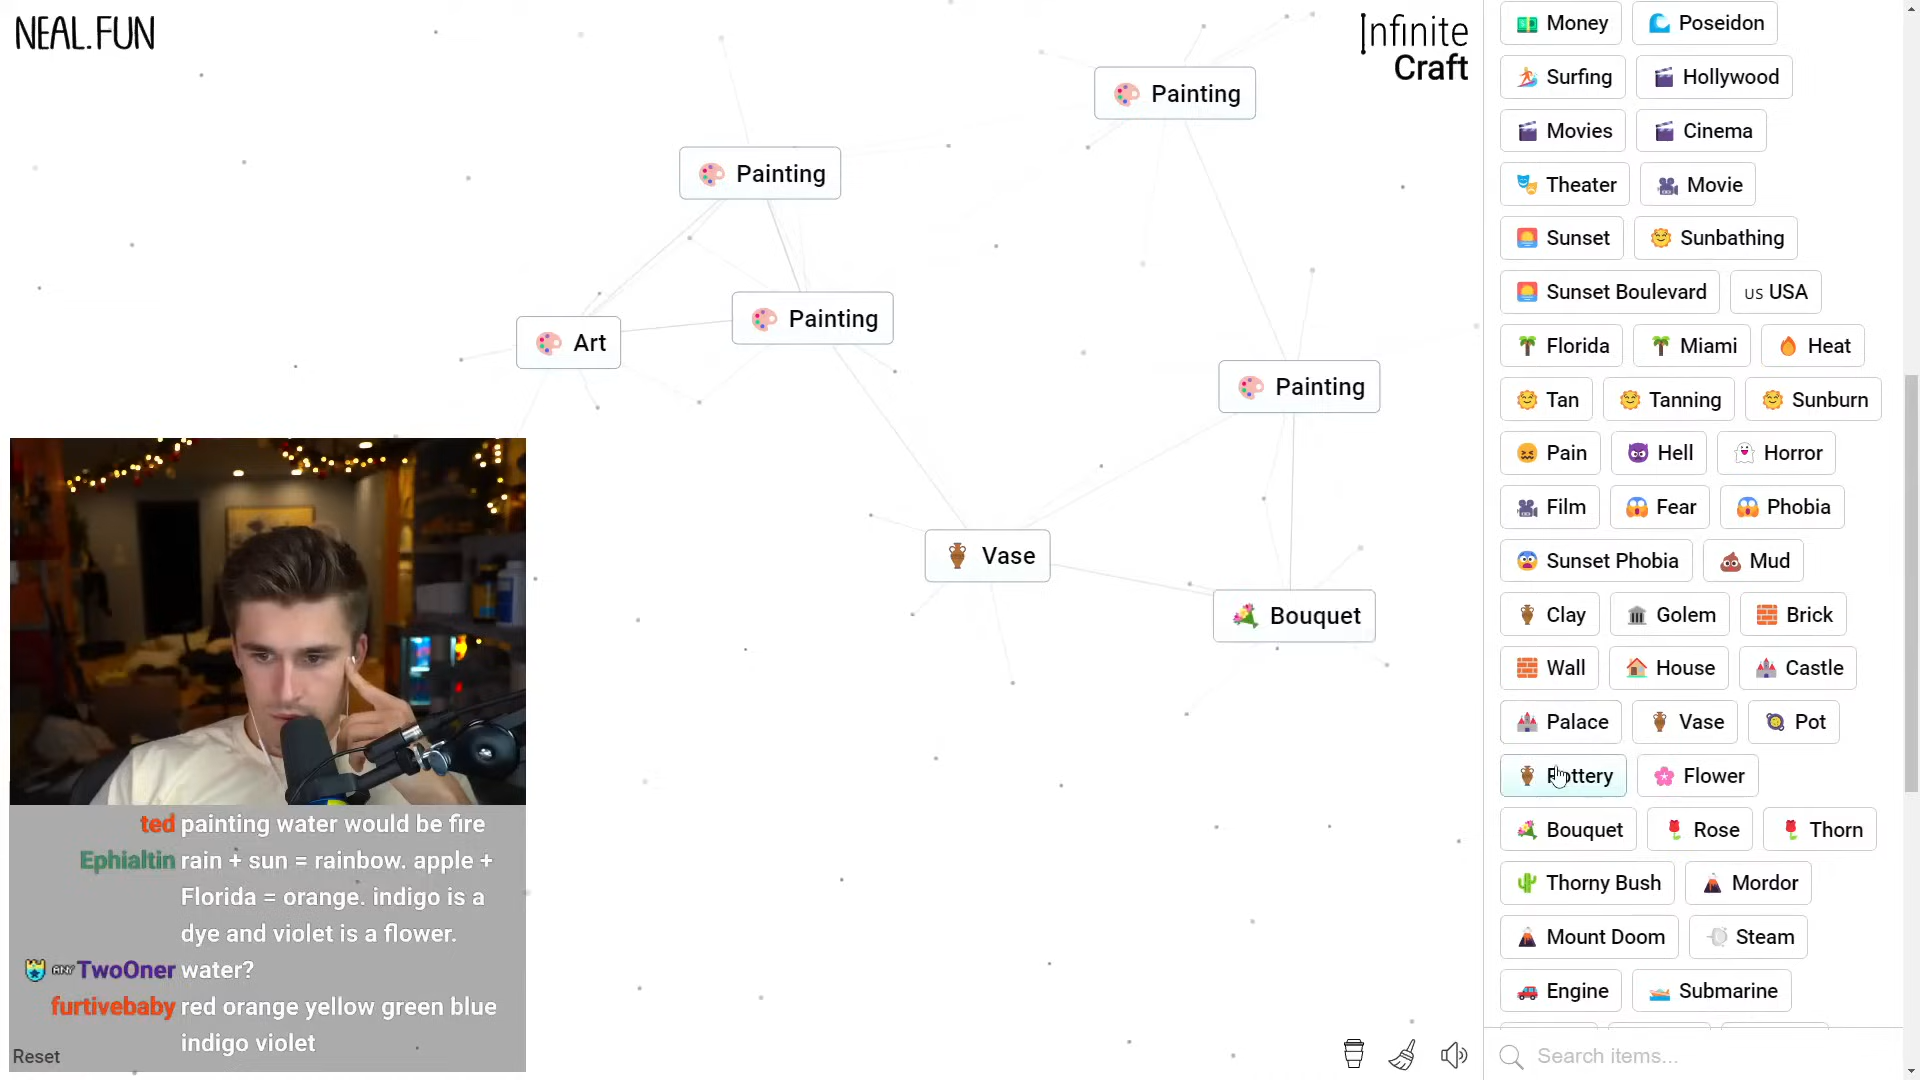 NEAL.FUN
Infinite
Craft
Painting
Painting
Painting
Art
Painting
Vase
Bouquet
ted painting water would be fire
Ephialtin rain + sun = rainbow. apple +
Florida = orange. indigo is a
dye and violet is a flower.
ANY TwoOner water?
furtivebaby red orange yellow green blue
indigo violet
Reset
Money Poseidon
Surfing Hollywood
Movies Cinema
Theater Movie
Sunset Sunbathing
Sunset Boulevard US USA
Florida Miami Heat
Tan Tanning Sunburn
Pain Hell Horror
Film Fear Phobia
Sunset Phobia Mud
Clay Golem Brick
Wall House Castle
Palace Vase Pot
Pottery Flower
Bouquet Rose Thorn
Thorny Bush Mordor
Mount Doom Steam
Engine Submarine
Search items...